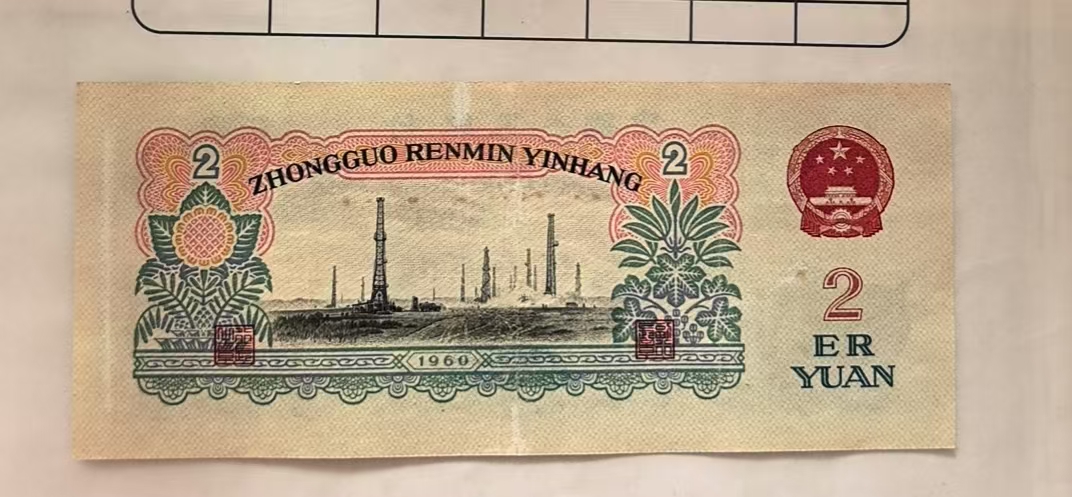 2
ZHONGGUO RENMIN YINHANG
2
1960
2
ER
YUAN